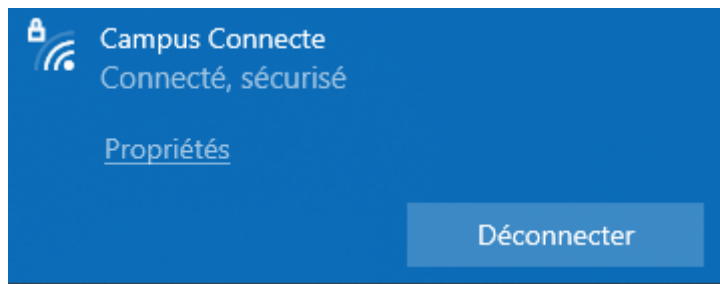 Campus Connecte
Connecté, sécurisé
Propriétés
Déconnecter